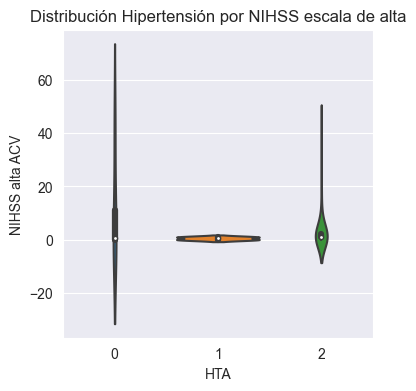 Distribución Hipertensión por NIHSS escala de alta
60
40
20
0
−20
NIHSS alta ACV
0 1 2
HTA